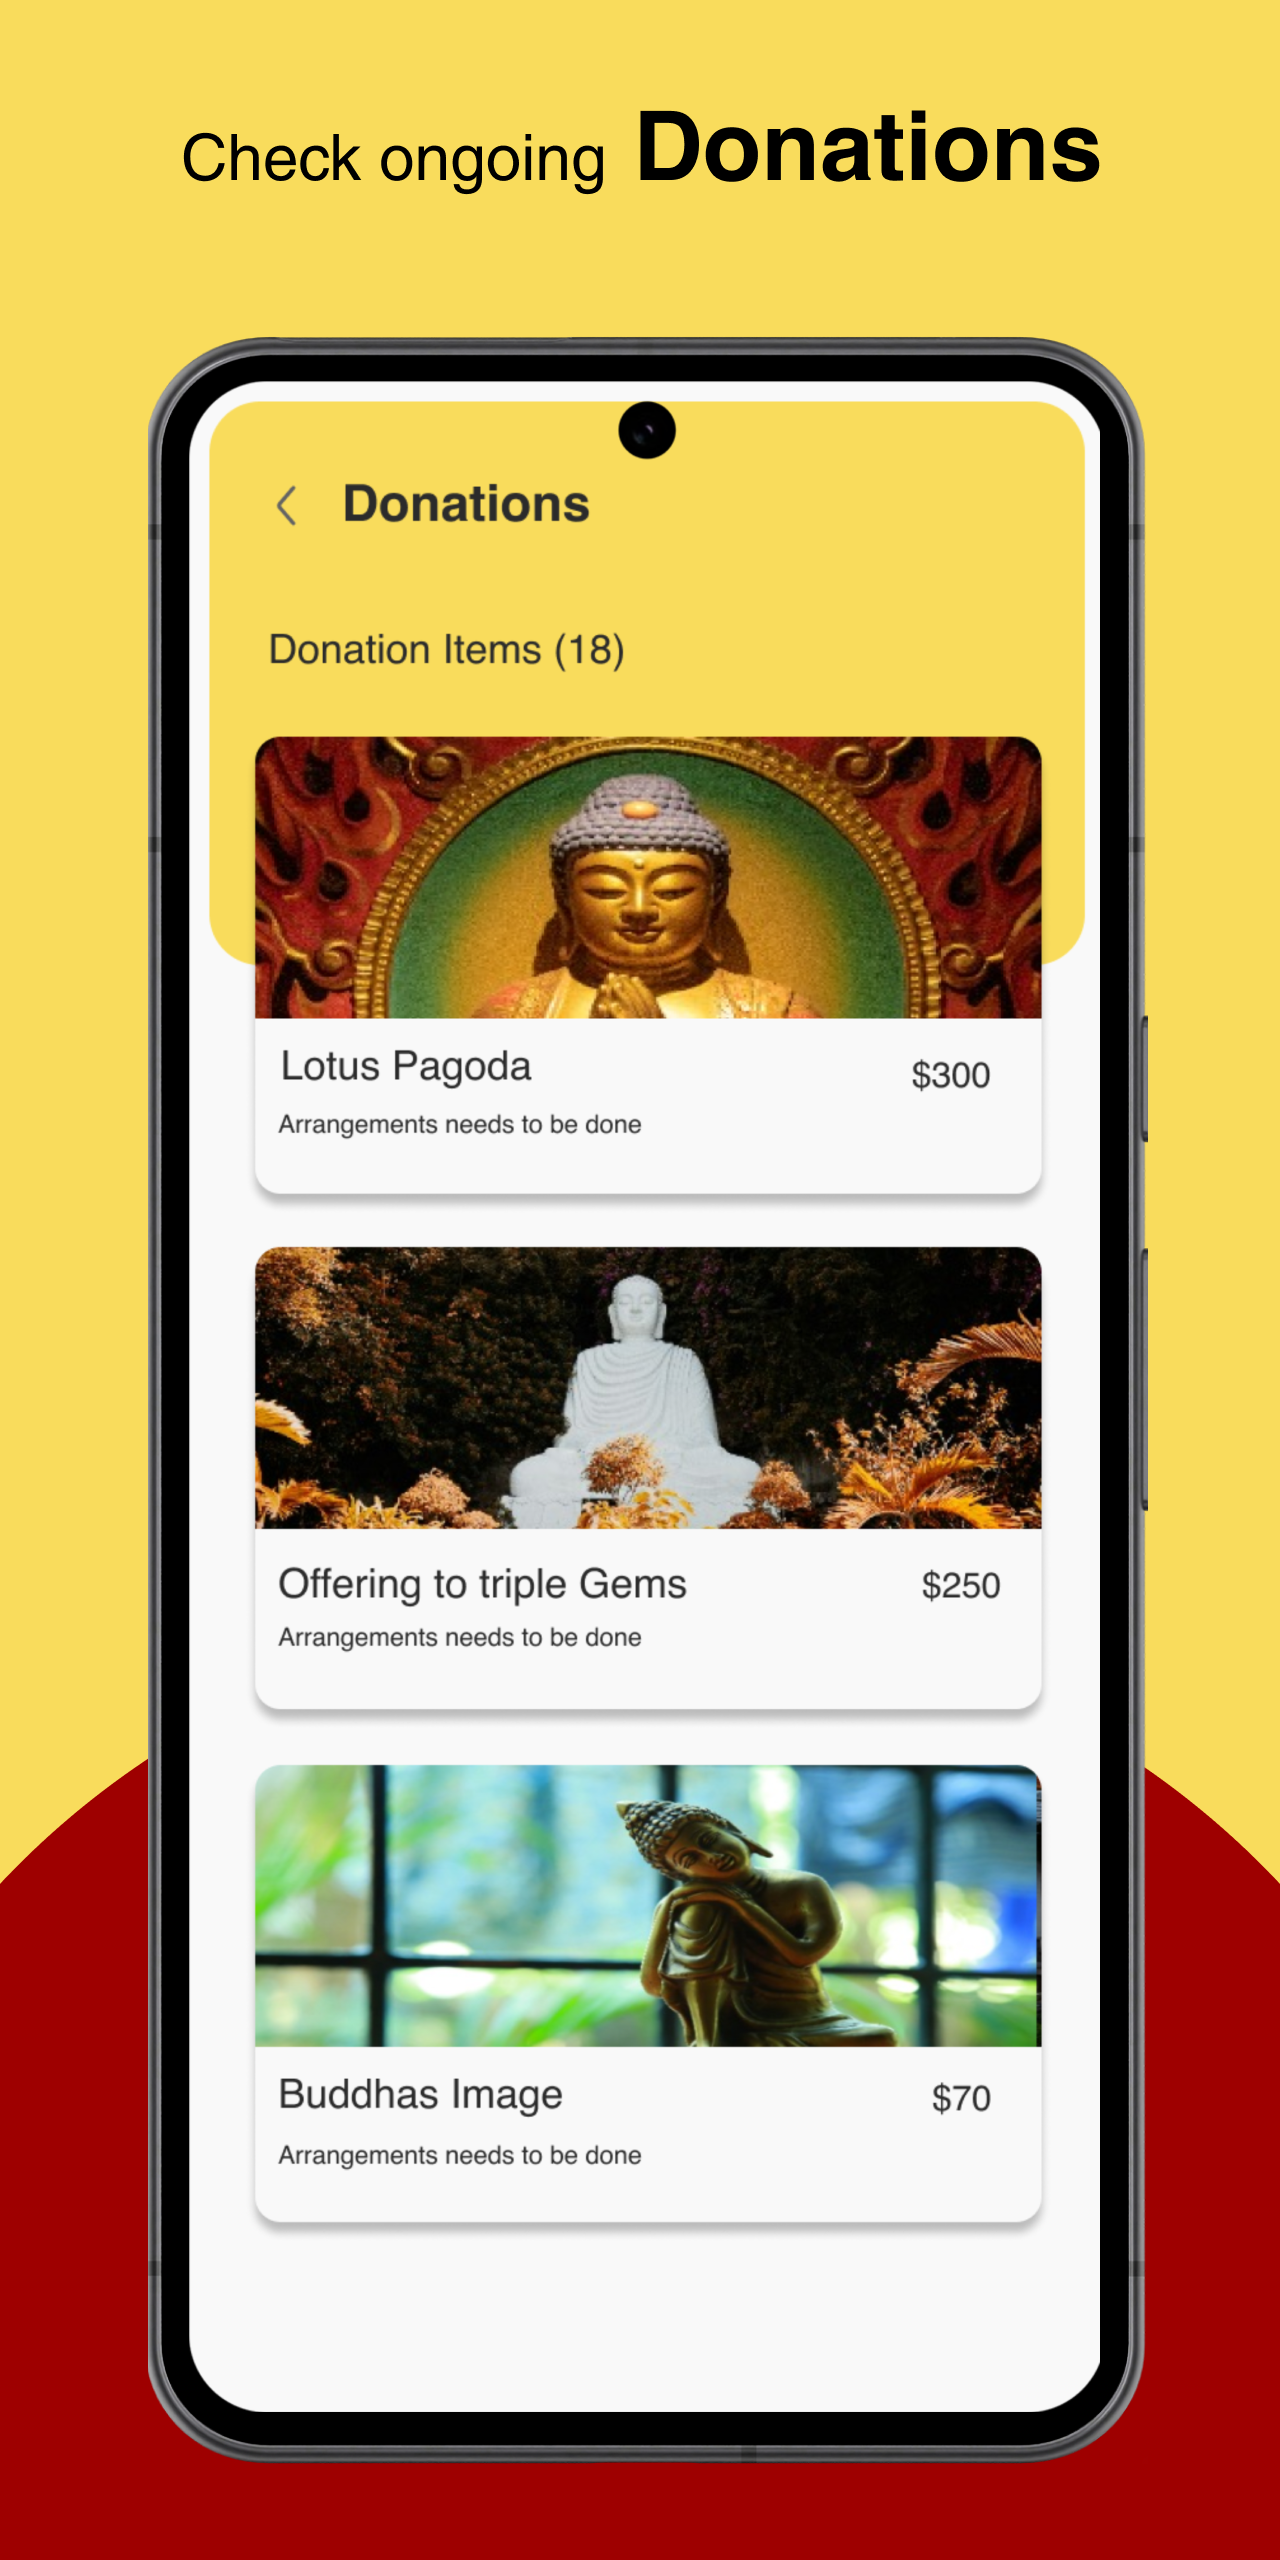 Check ongoing Donations
Donations
Donation Items (18)
Lotus Pagoda
$300
Arrangements needs to be done
Offering to triple Gems
$250
Arrangements needs to be done
Buddhas Image
$70
Arrangements needs to be done